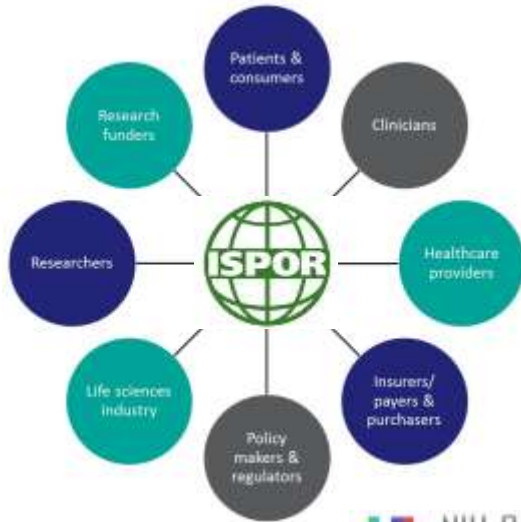 Patients &
consumers
Research
funders
Clinicians
Researchers
ISPOR
Healthcare
providers
Life sciences
industry
Insurers/
payers &
purchasers
Policy
makers &
regulators